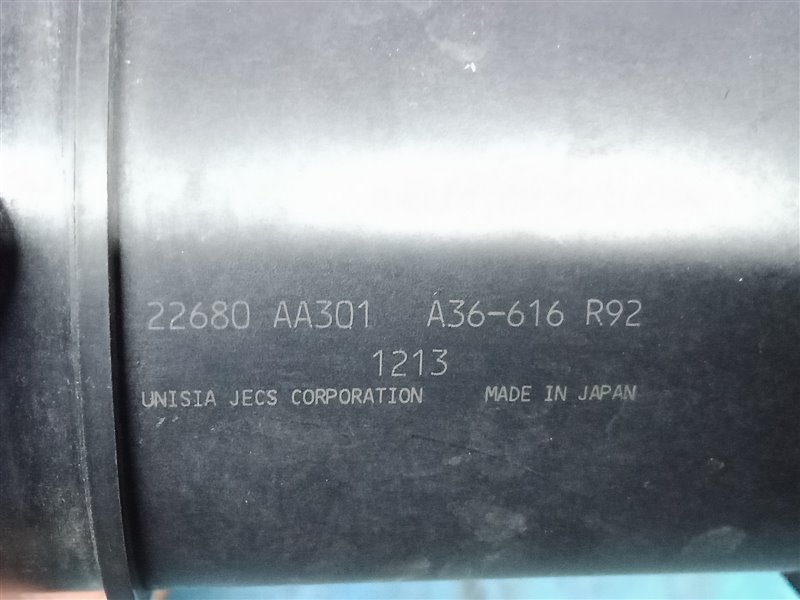 22680 AA301 A36-616 R92
1213
UNISIA JECS CORPORATION MADE IN JAPAN